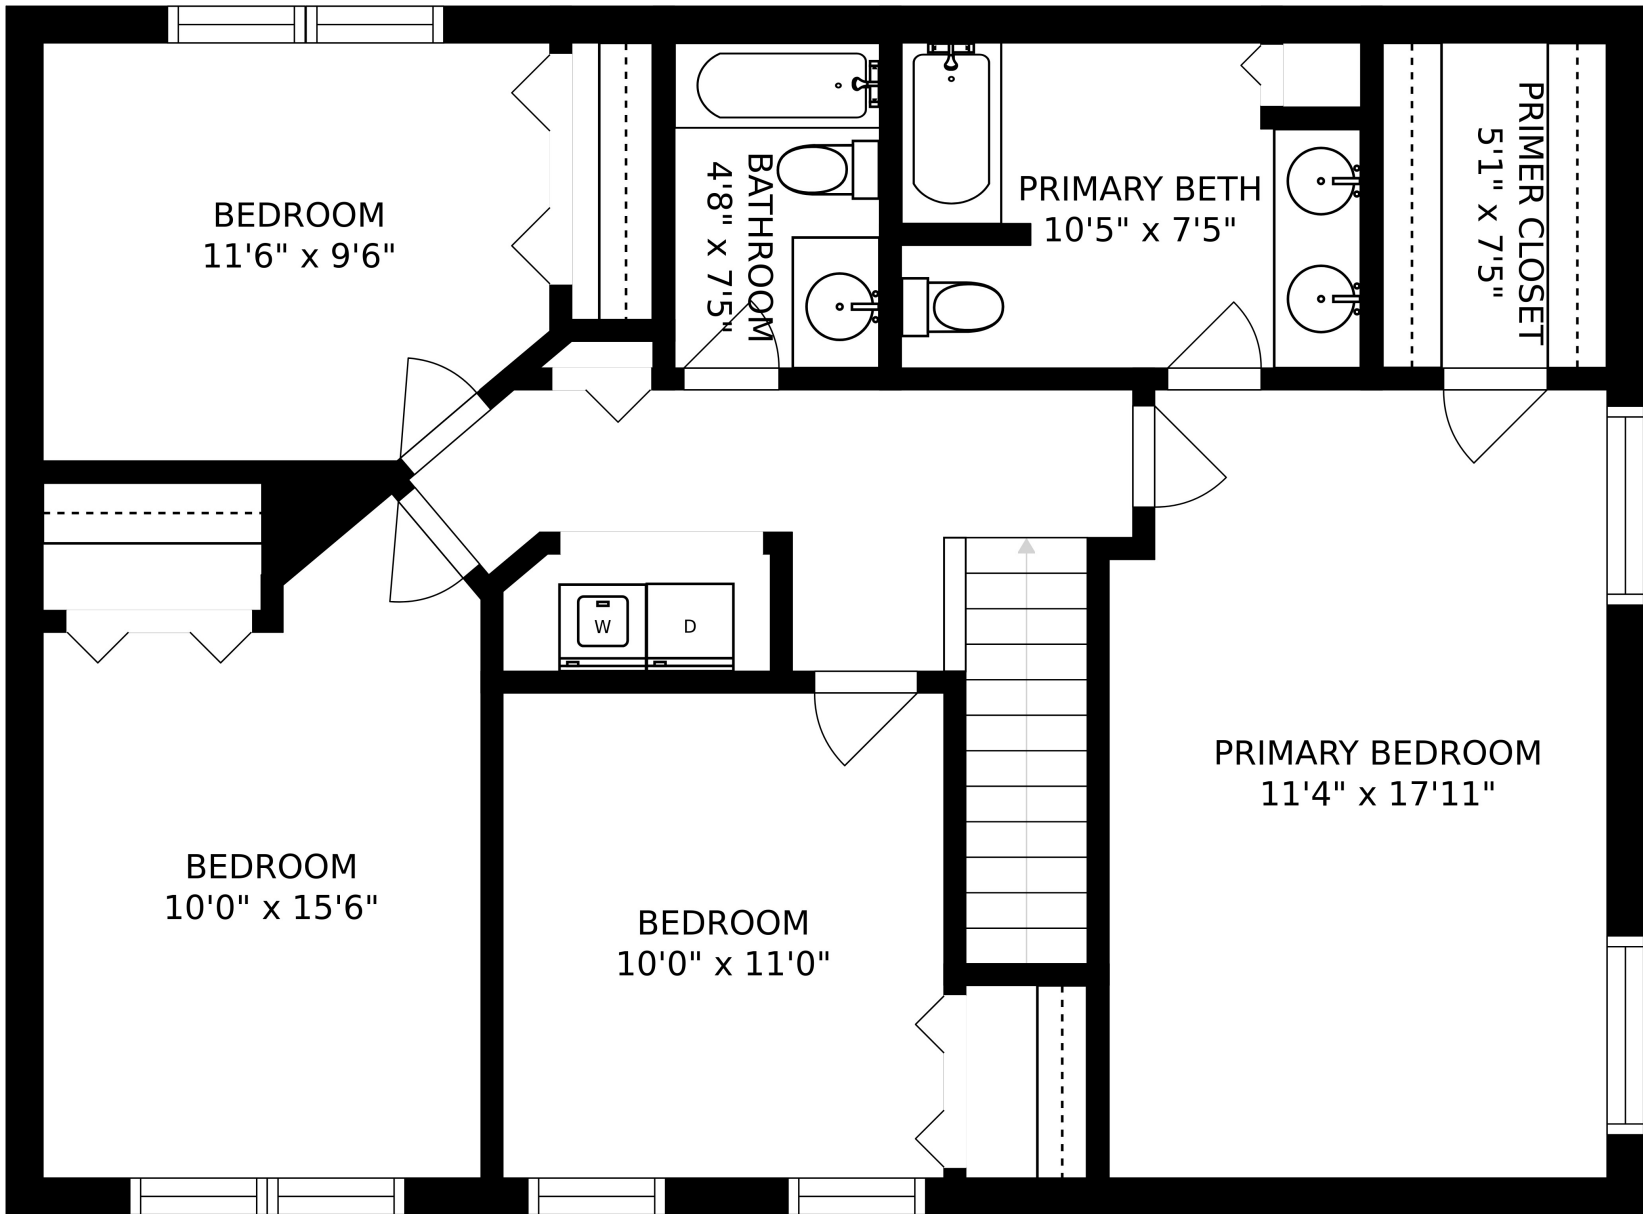 BEDROOM
11'6" x 9'6"
BATHROOM
4'8" x 7'5"
PRIMARY BETH
10'5" x 7'5"
PRIMER CLOSET
5'1" x 7'5"
W
D
PRIMARY BEDROOM
11'4" x 17'11"
BEDROOM
10'0" x 15'6"
BEDROOM
10'0" x 11'0"